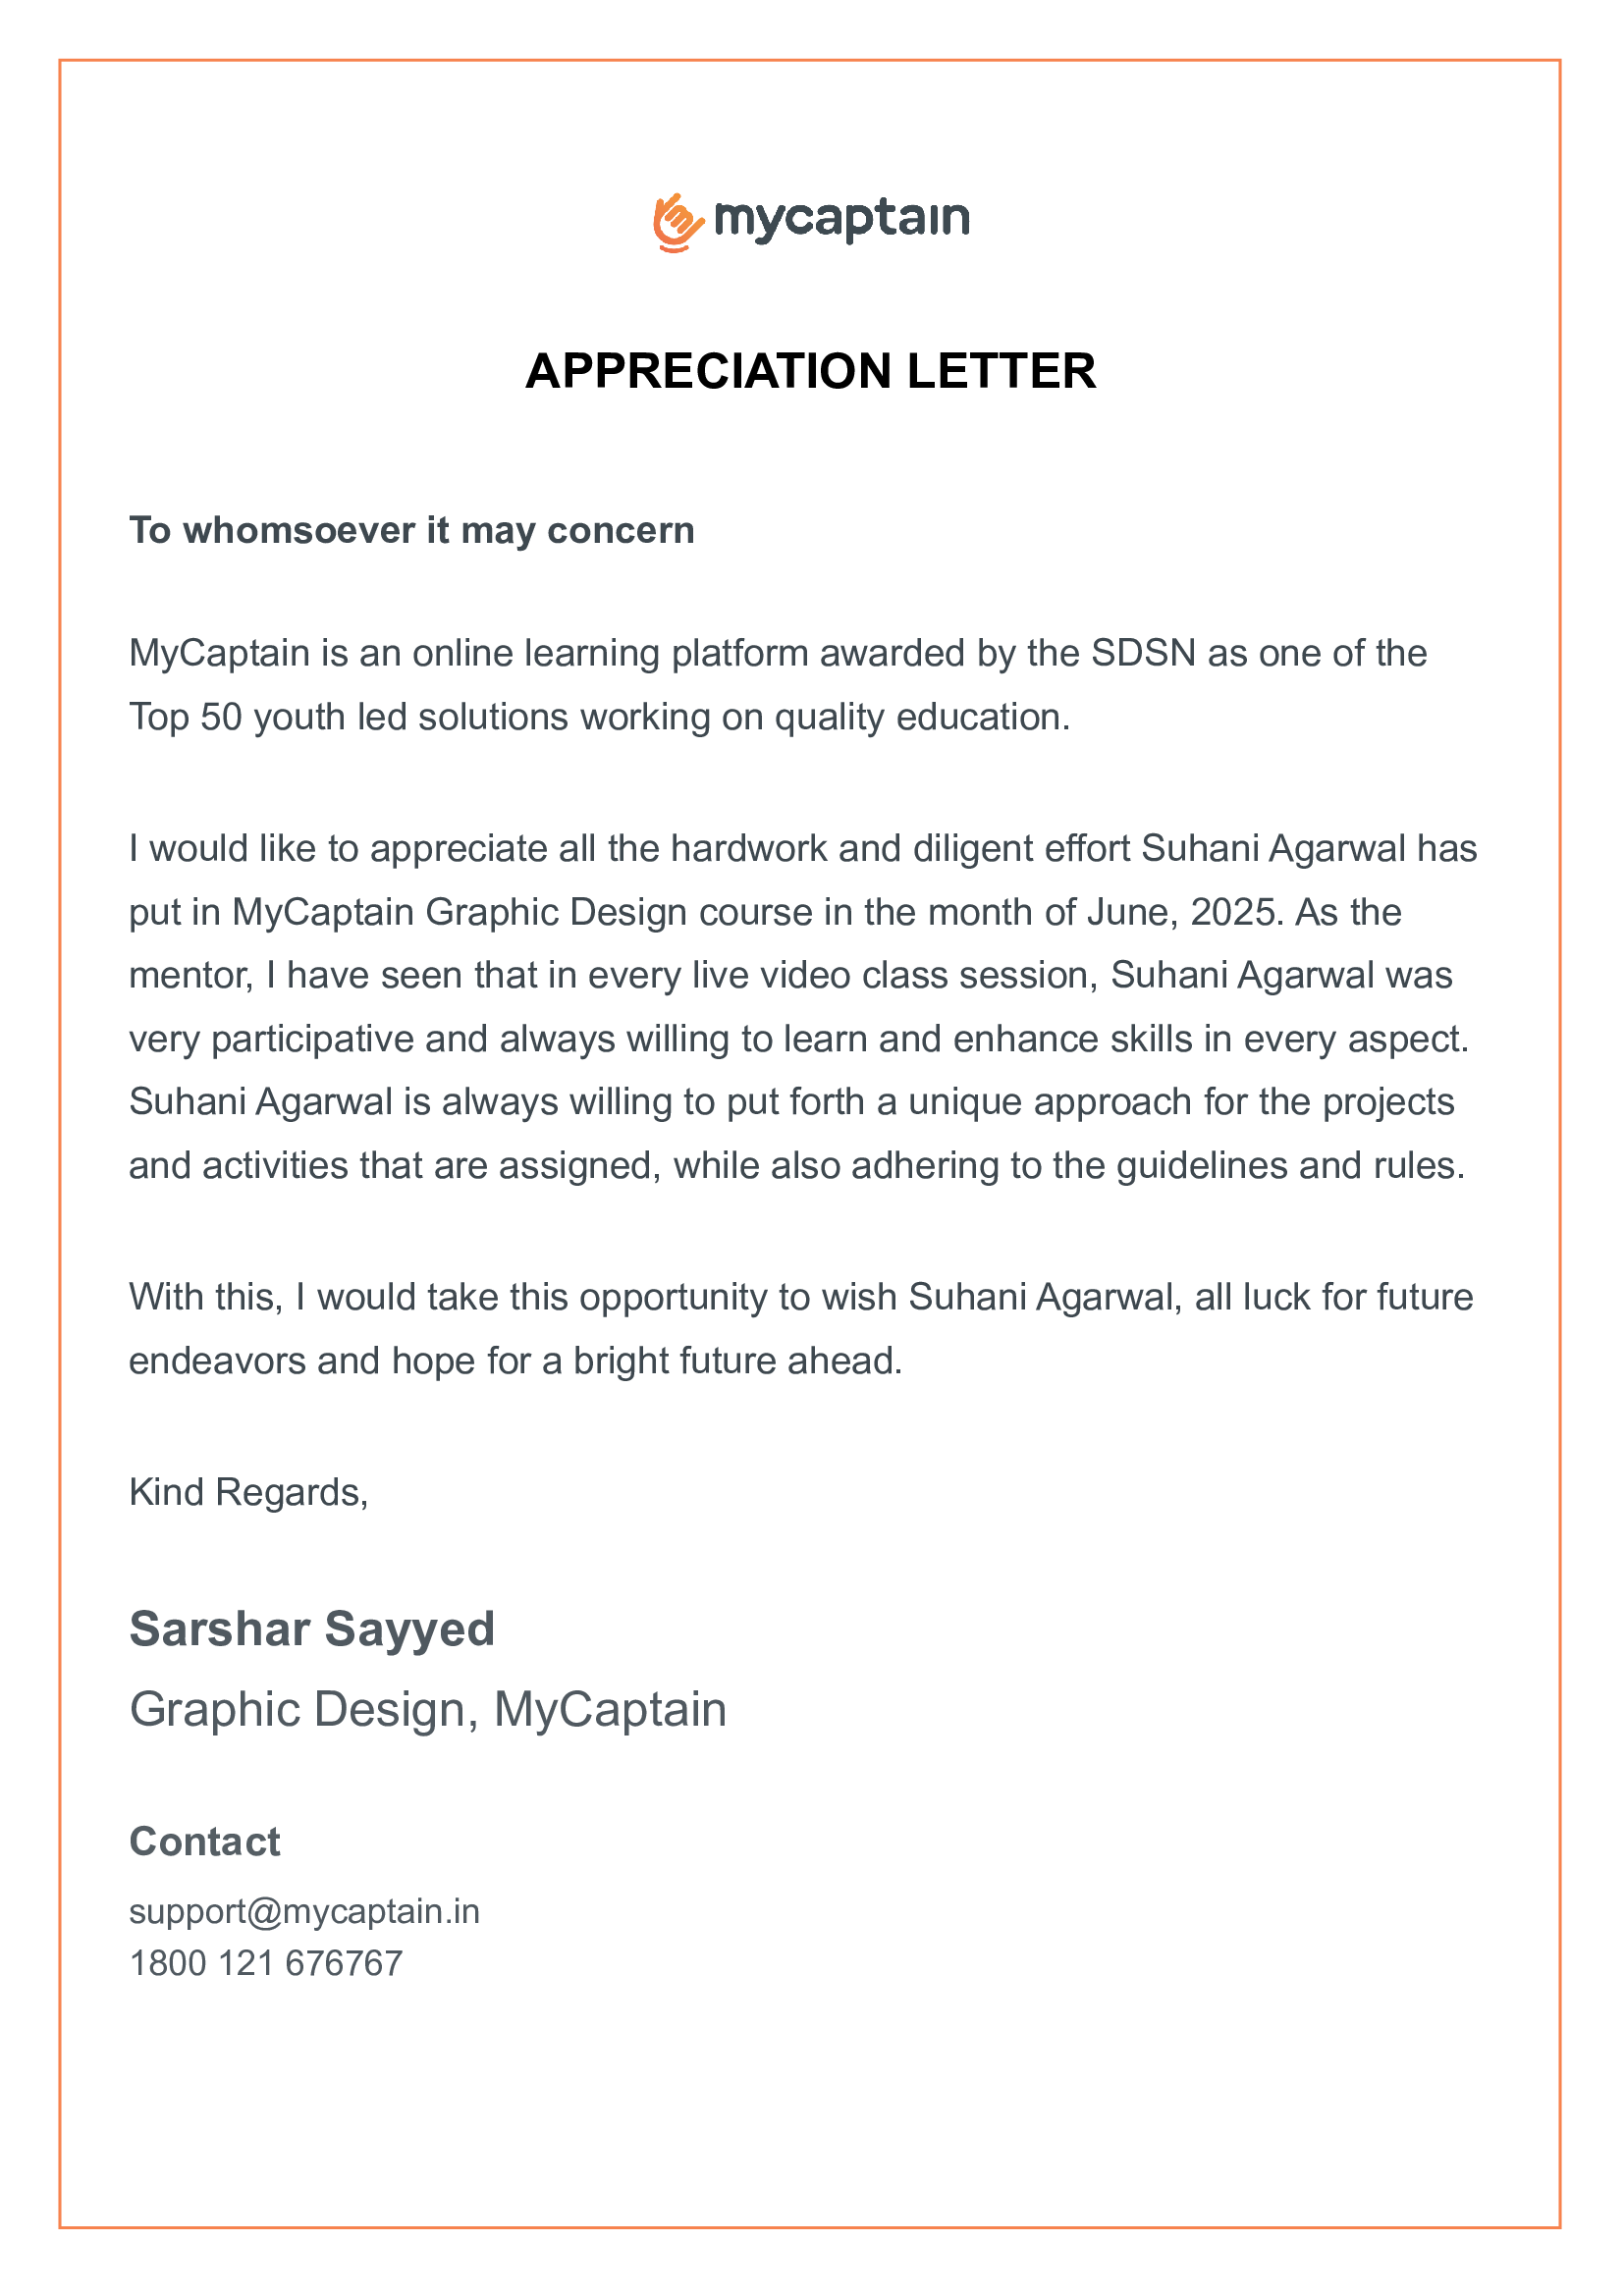 mycaptain
APPRECIATION LETTER
To whomsoever it may concern
MyCaptain is an online learning platform awarded by the SDSN as one of the
Top 50 youth led solutions working on quality education.
I would like to appreciate all the hardwork and diligent effort Suhani Agarwal has
put in MyCaptain Graphic Design course in the month of June, 2025. As the
mentor, I have seen that in every live video class session, Suhani Agarwal was
very participative and always willing to learn and enhance skills in every aspect.
Suhani Agarwal is always willing to put forth a unique approach for the projects
and activities that are assigned, while also adhering to the guidelines and rules.
With this, I would take this opportunity to wish Suhani Agarwal, all luck for future
endeavors and hope for a bright future ahead.
Kind Regards,
Sarshar Sayyed
Graphic Design, MyCaptain
Contact
support@mycaptain.in
1800 121 676767